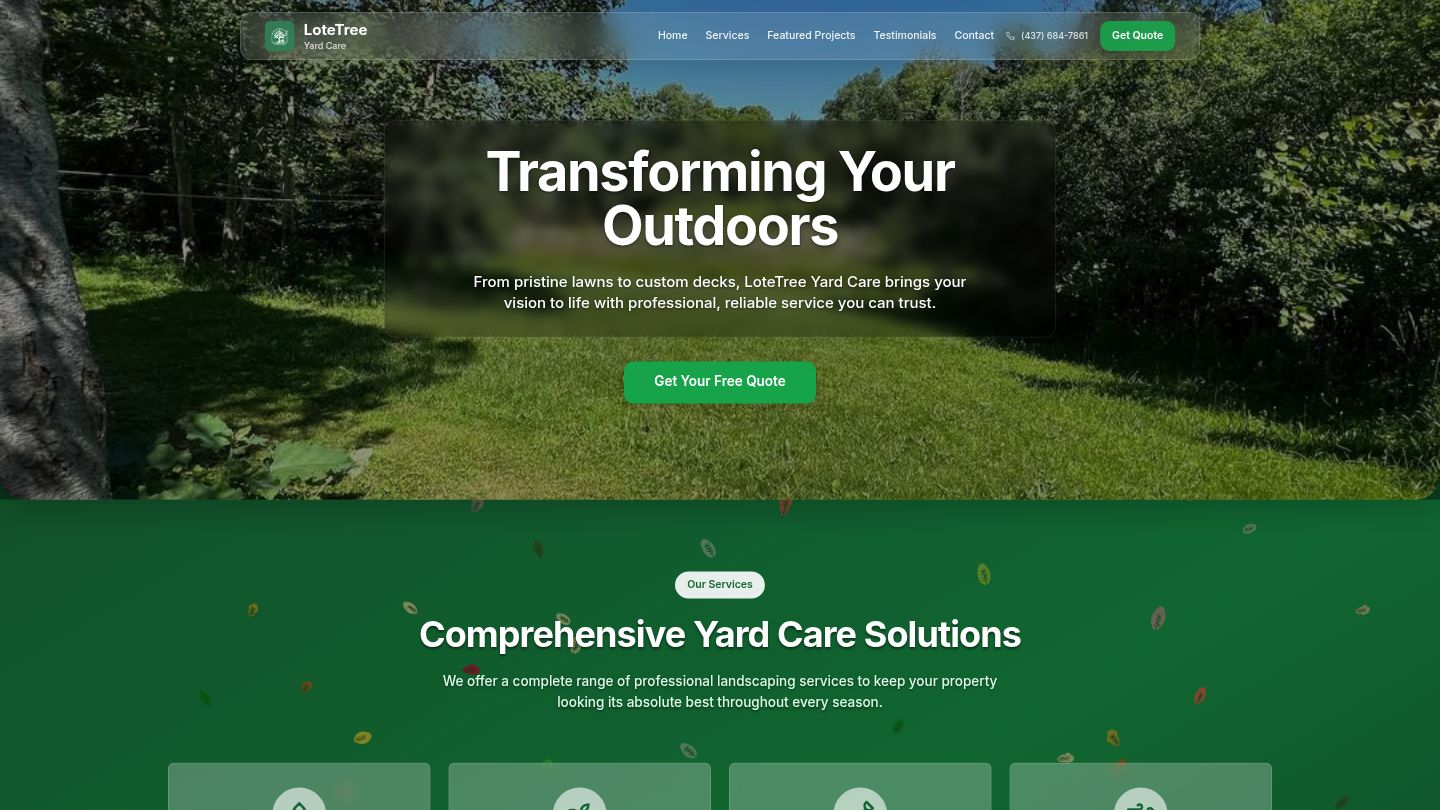 LoteTree
Yard Care
Home
Services
Featured Projects
Testimonials
Contact
(437) 684-7861
Get Quote
Transforming Your
Outdoors
From pristine lawns to custom decks, LoteTree Yard Care brings your
vision to life with professional, reliable service you can trust.
Get Your Free Quote
Our Services
Comprehensive Yard Care Solutions
We offer a complete range of professional landscaping services to keep your property
looking its absolute best throughout every season.